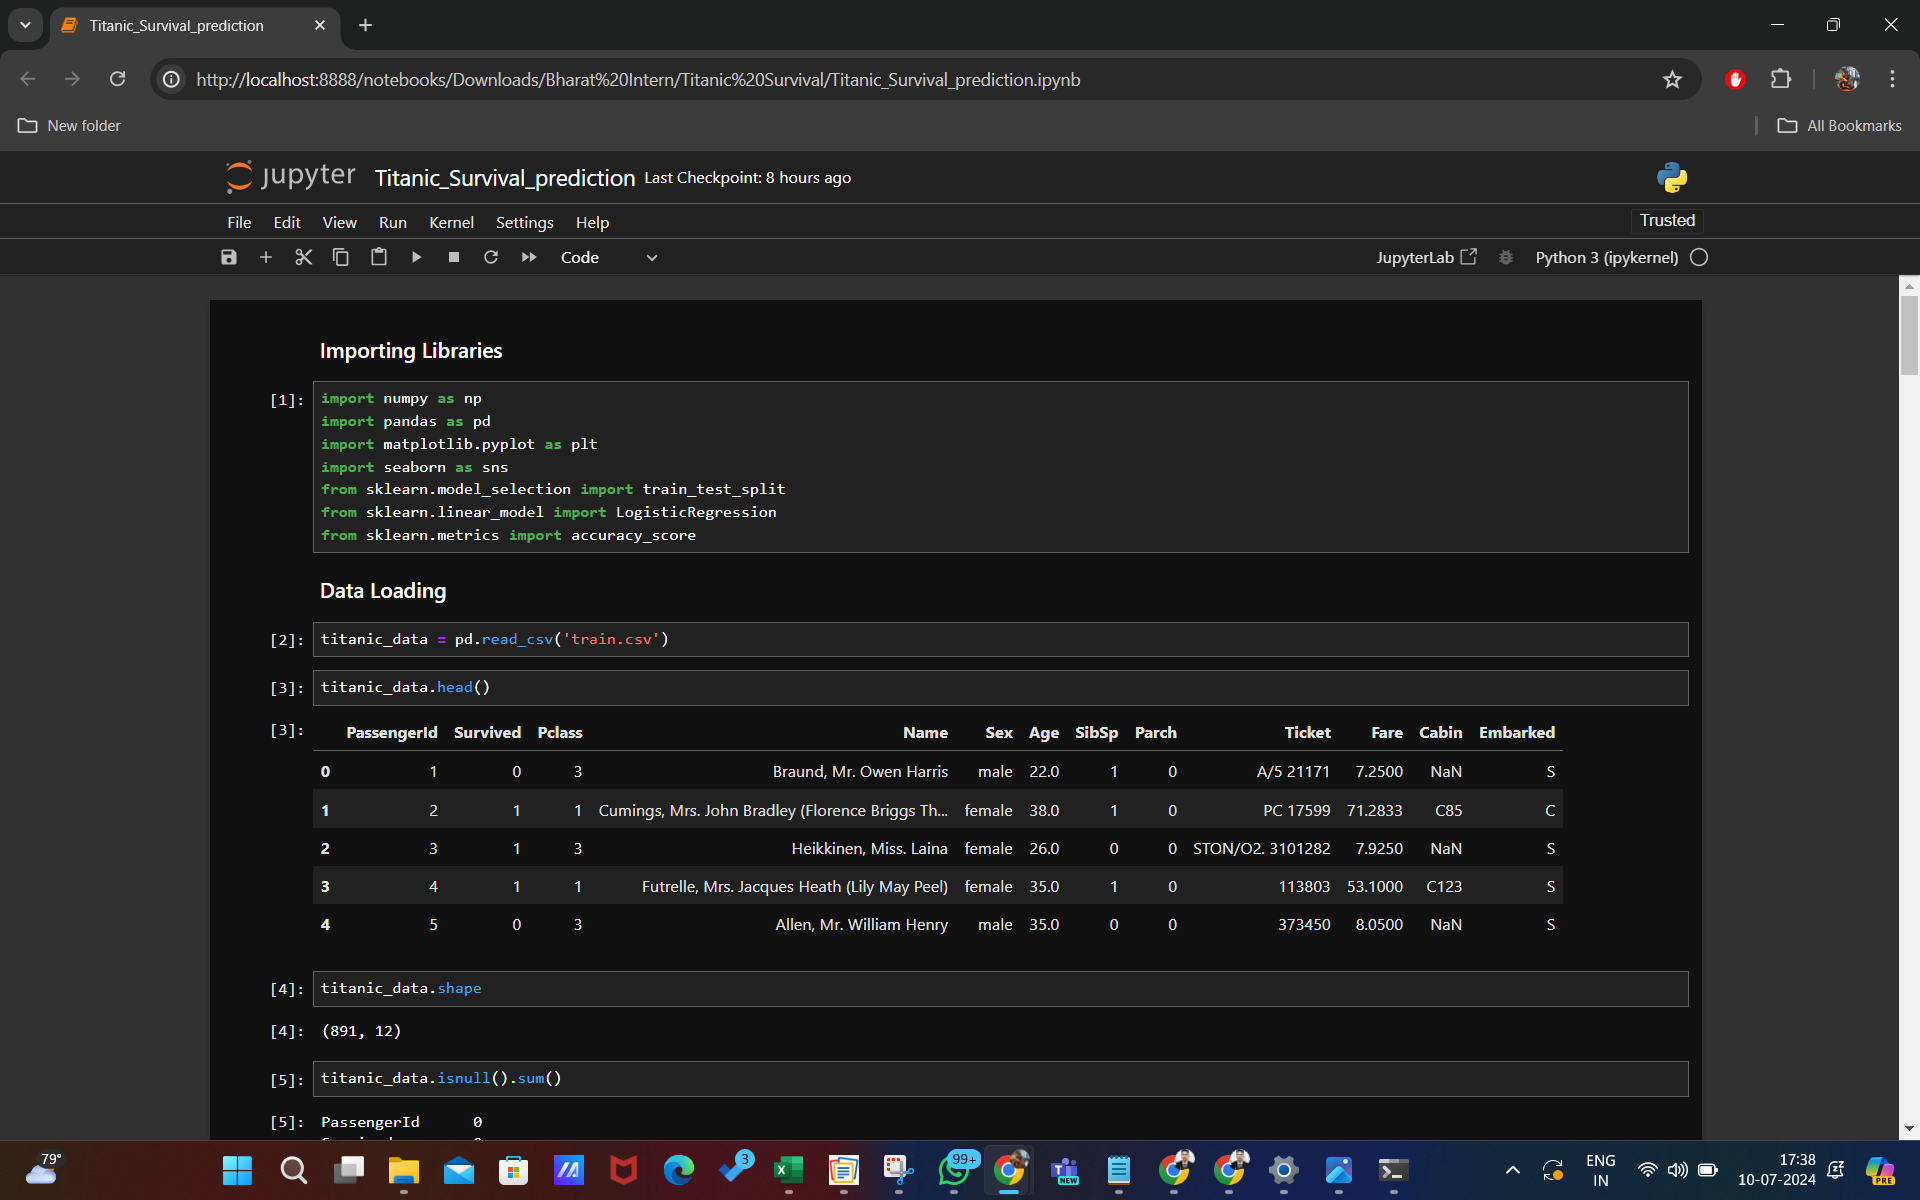 Titanic_Survival_prediction
http://localhost:8888/notebooks/Downloads/Bharat%20Intern/Titanic%20Survival/Titanic_Survival_prediction.ipynb
New folder
All Bookmarks
jupyter Titanic_Survival_prediction Last Checkpoint: 8 hours ago
File Edit View Run Kernel Settings Help Trusted
Code JupyterLab Python 3 (ipykernel)
Importing Libraries
[1]: import numpy as np
import pandas as pd
import matplotlib.pyplot as plt
import seaborn as sns
from sklearn.model_selection import train_test_split
from sklearn.linear_model import LogisticRegression
from sklearn.metrics import accuracy_score
Data Loading
[2]: titanic_data = pd.read_csv('train.csv')
[3]: titanic_data.head()
[3]: PassengerId Survived Pclass Name Sex Age SibSp Parch Ticket Fare Cabin Embarked
0 1 0 3 Braund, Mr. Owen Harris male 22.0 1 0 A/5 21171 7.2500 NaN S
1 2 1 1 Cumings, Mrs. John Bradley (Florence Briggs Th... female 38.0 1 0 PC 17599 71.2833 C85 C
2 3 1 3 Heikkinen, Miss. Laina female 26.0 0 0 STON/O2. 3101282 7.9250 NaN S
3 4 1 1 Futrelle, Mrs. Jacques Heath (Lily May Peel) female 35.0 1 0 113803 53.1000 C123 S
4 5 0 3 Allen, Mr. William Henry male 35.0 0 0 373450 8.0500 NaN S
[4]: titanic_data.shape
[4]: (891, 12)
[5]: titanic_data.isnull().sum()
[5]: PassengerId 0
79°
3
99+
NEW
ENG
IN
17:38
10-07-2024
PRE